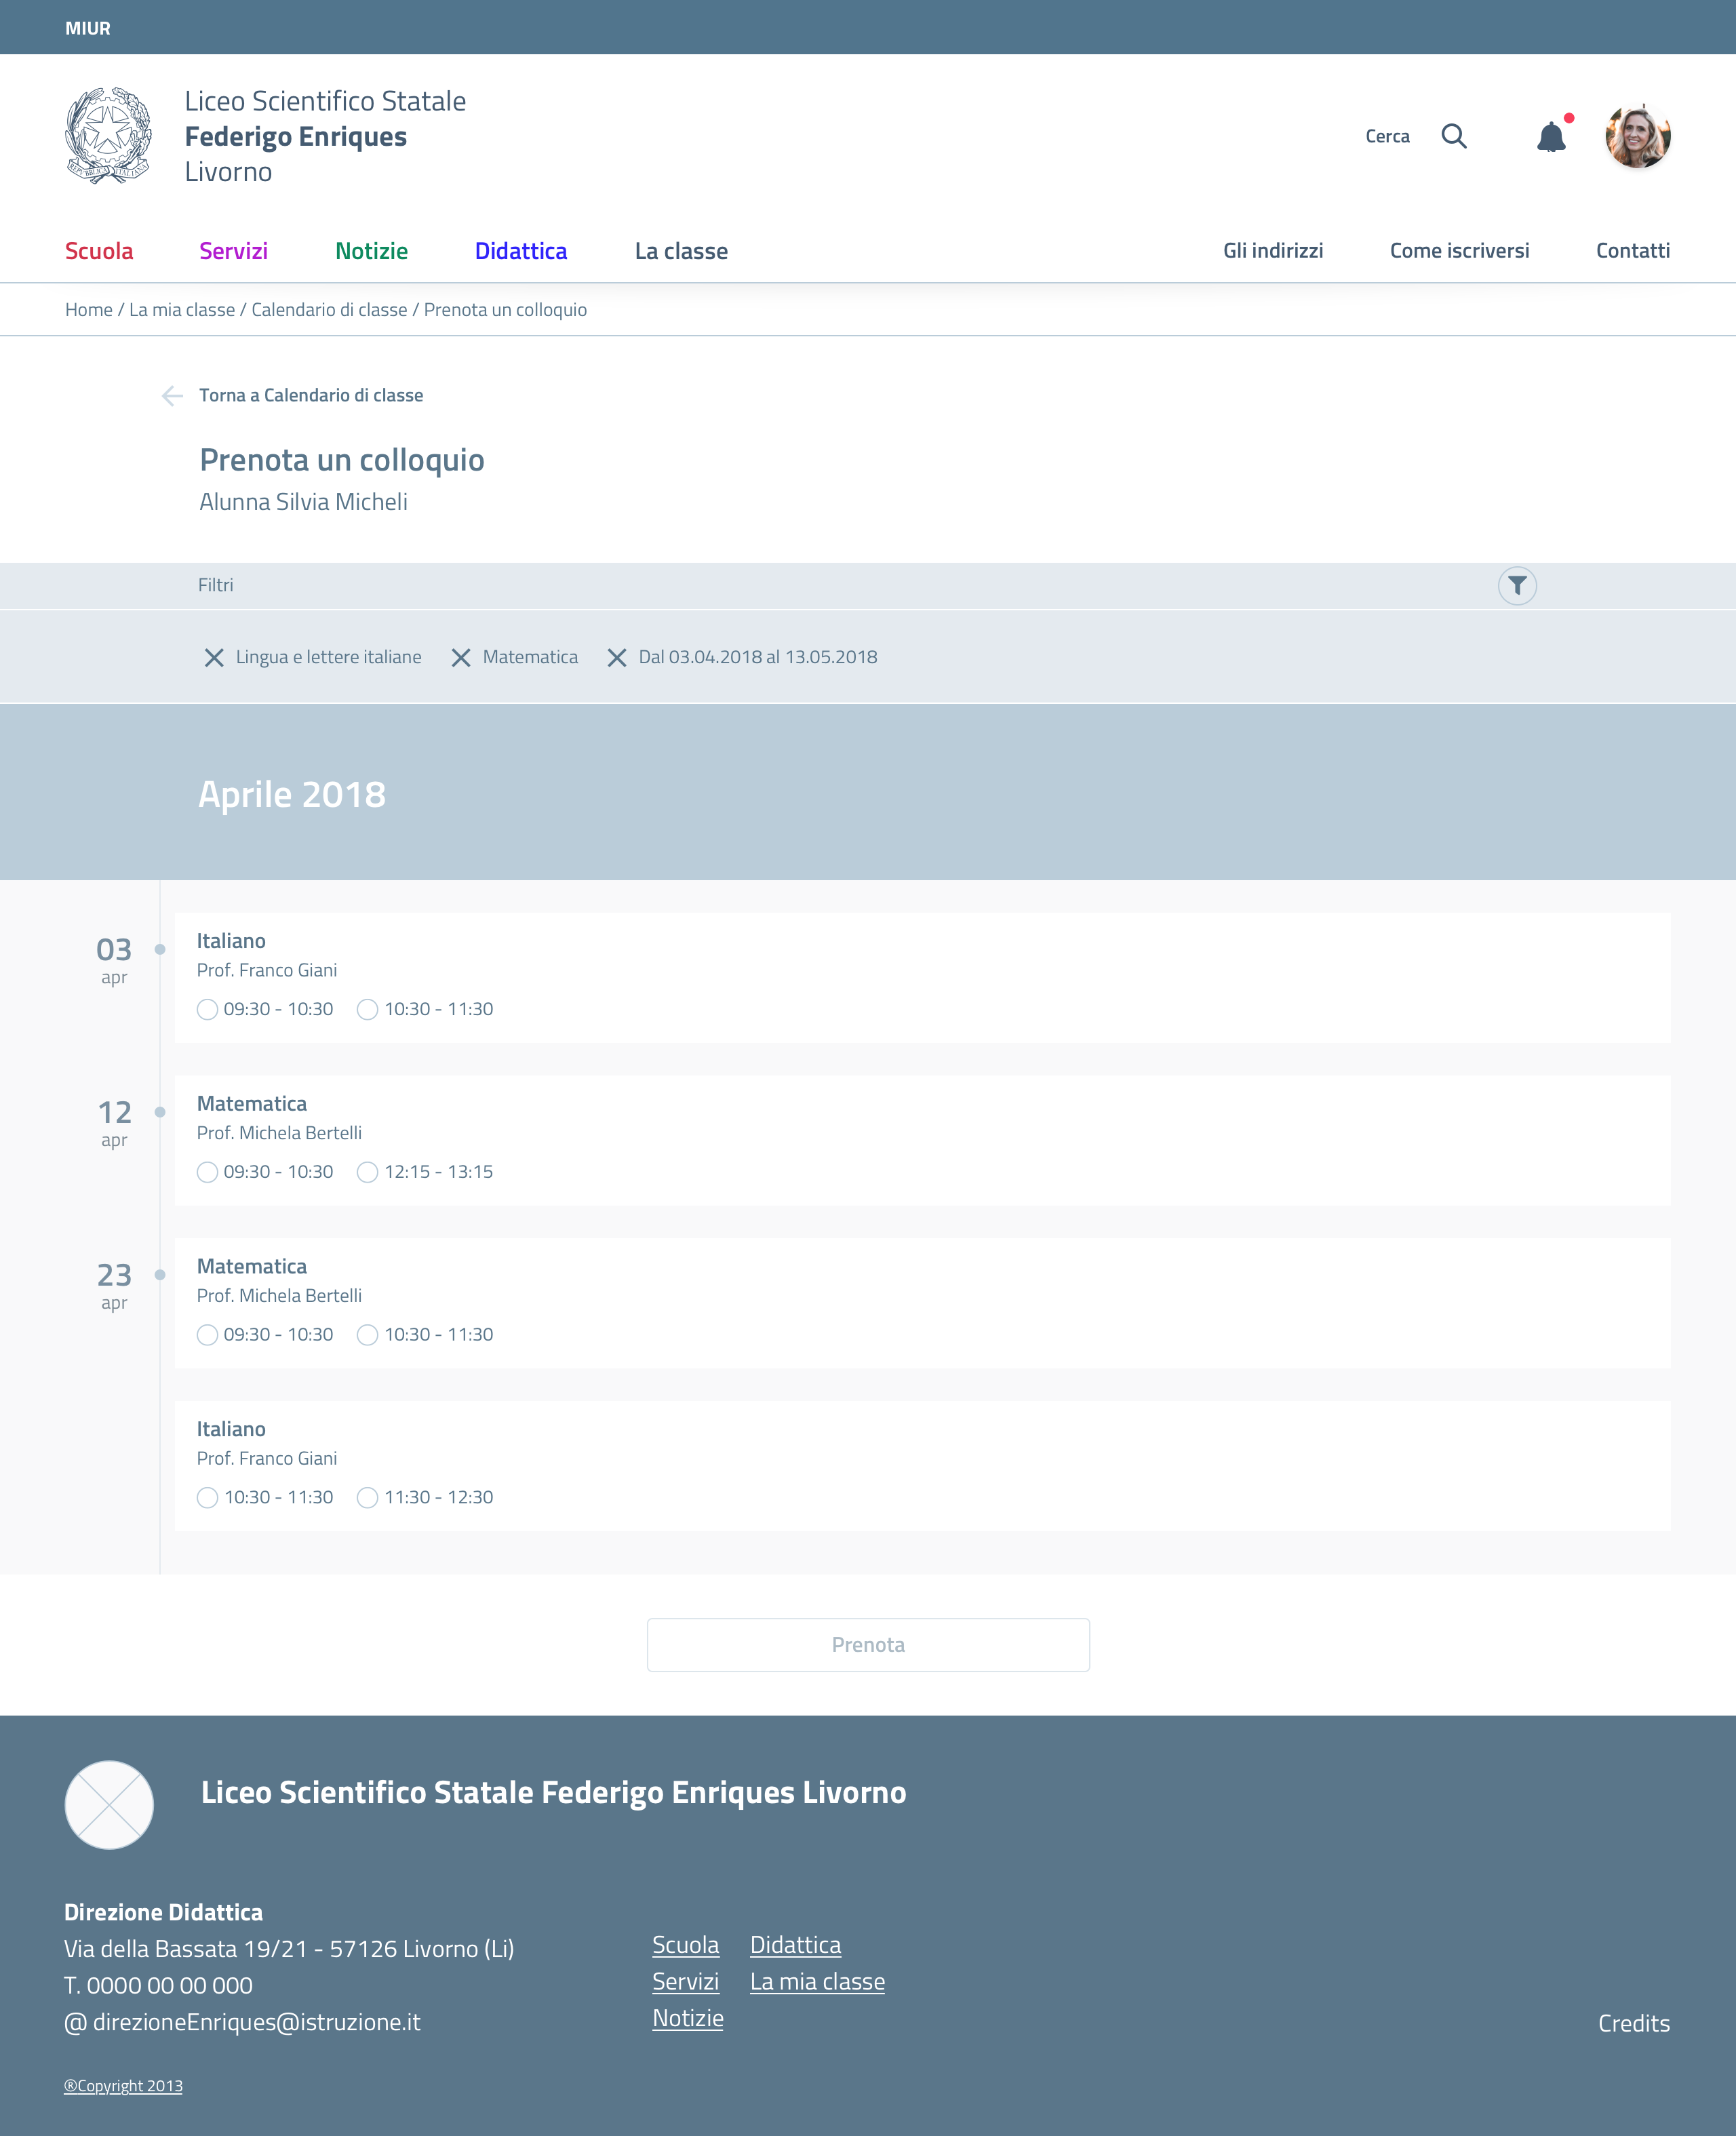 MIUR
Liceo Scientifico Statale
Federigo Enriques
Livorno
REPVBBLICA ITALIANA
Cerca
Scuola Servizi Notizie Didattica La classe Gli indirizzi Come iscriversi Contatti
Home / La mia classe / Calendario di classe / Prenota un colloquio
Torna a Calendario di classe
Prenota un colloquio
Alunna Silvia Micheli
Filtri
Lingua e lettere italiane Matematica Dal 03.04.2018 al 13.05.2018
Aprile 2018
03
apr
Italiano
Prof. Franco Giani
09:30 - 10:30 10:30 - 11:30
12
apr
Matematica
Prof. Michela Bertelli
09:30 - 10:30 12:15 - 13:15
23
apr
Matematica
Prof. Michela Bertelli
09:30 - 10:30 10:30 - 11:30
Italiano
Prof. Franco Giani
10:30 - 11:30 11:30 - 12:30
Prenota
Liceo Scientifico Statale Federigo Enriques Livorno
Direzione Didattica
Via della Bassata 19/21 - 57126 Livorno (Li)
T. 0000 00 00 000
@ direzioneEnriques@istruzione.it
Scuola Didattica
Servizi La mia classe
Notizie
Credits
®Copyright 2013